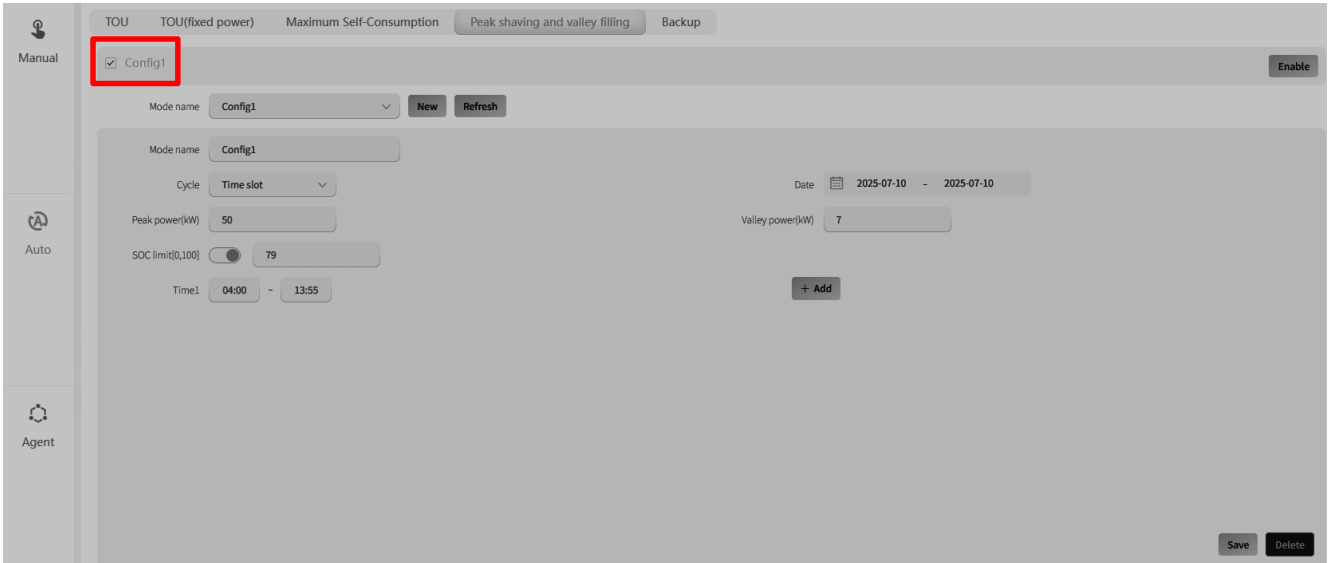 Manual
Auto
Agent
TOU TOU(fixed power) Maximum Self-Consumption Peak shaving and valley filling Backup
Config1 Enable
Mode name Config1 New Refresh
Mode name Config1
Cycle Time slot Date 2025-07-10 - 2025-07-10
Peak power(kW) 50 Valley power(kW) 7
SOC limit[0,100] 79
Time1 04:00 - 13:55 + Add
Save Delete